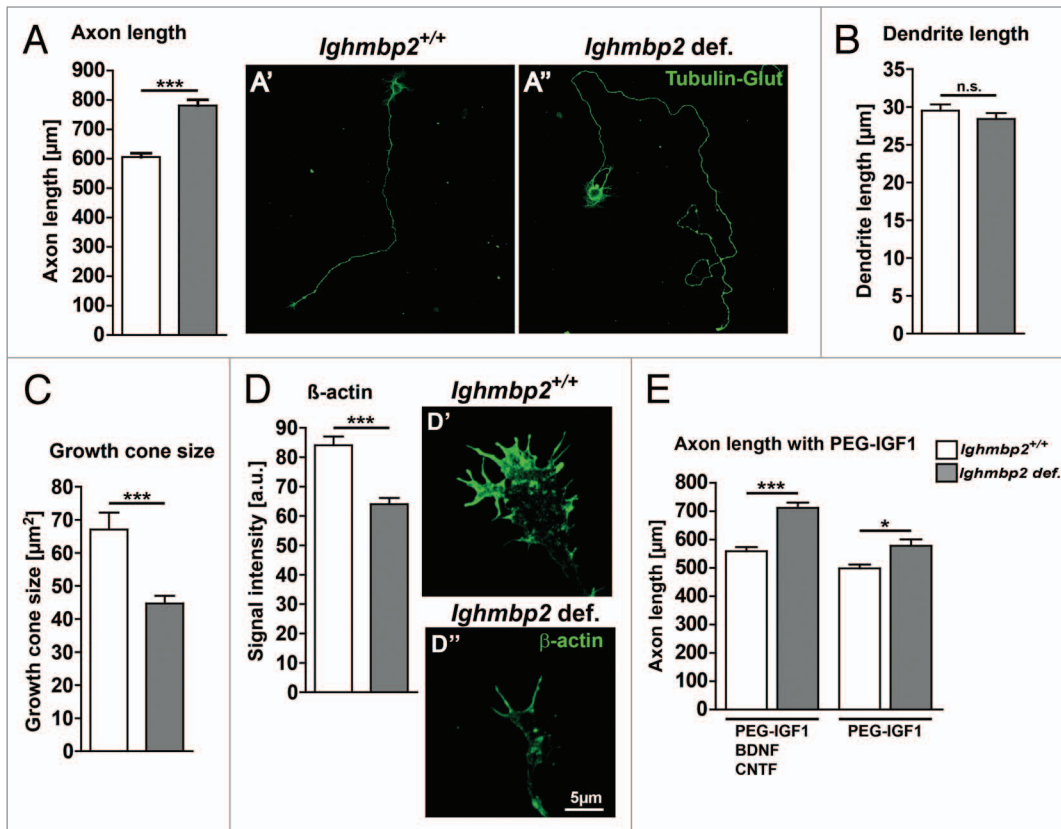 A
Axon length
Axon length [µm]
900
800
700
600
500
400
300
200
100
0
***
Ighmbp2+/+
A'
Ighmbp2 def.
A''
Tubulin-Glut
B
Dendrite length
Dendrite length [µm]
35
30
25
20
15
10
5
0
n.s.
C
Growth cone size
Growth cone size [µm²]
80
70
60
50
40
30
20
10
0
***
D
ß-actin
Signal intensity [a.u.]
90
80
70
60
50
40
30
20
10
0
***
Ighmbp2+/+
D'
Ighmbp2 def.
D''
β-actin
5µm
E
Axon length with PEG-IGF1
Ighmbp2+/+
Ighmbp2 def.
Axon length [µm]
800
700
600
500
400
300
200
100
0
***
*
PEG-IGF1
BDNF
CNTF
PEG-IGF1